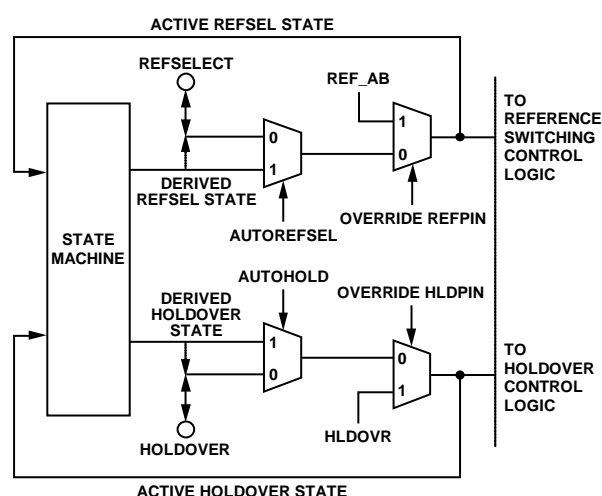 ACTIVE REFSEL STATE
REFSELECT
REF_AB
TO
REFERENCE
SWITCHING
CONTROL
LOGIC
1
0
0
1
DERIVED
REFSEL STATE
OVERRIDE REFPIN
AUTOREFSEL
STATE
MACHINE
AUTOHOLD
OVERRIDE HLDPIN
DERIVED
HOLDOVER
STATE
1
0
0
1
TO
HOLDOVER
CONTROL
LOGIC
HOLDOVER
HLDOVR
ACTIVE HOLDOVER STATE